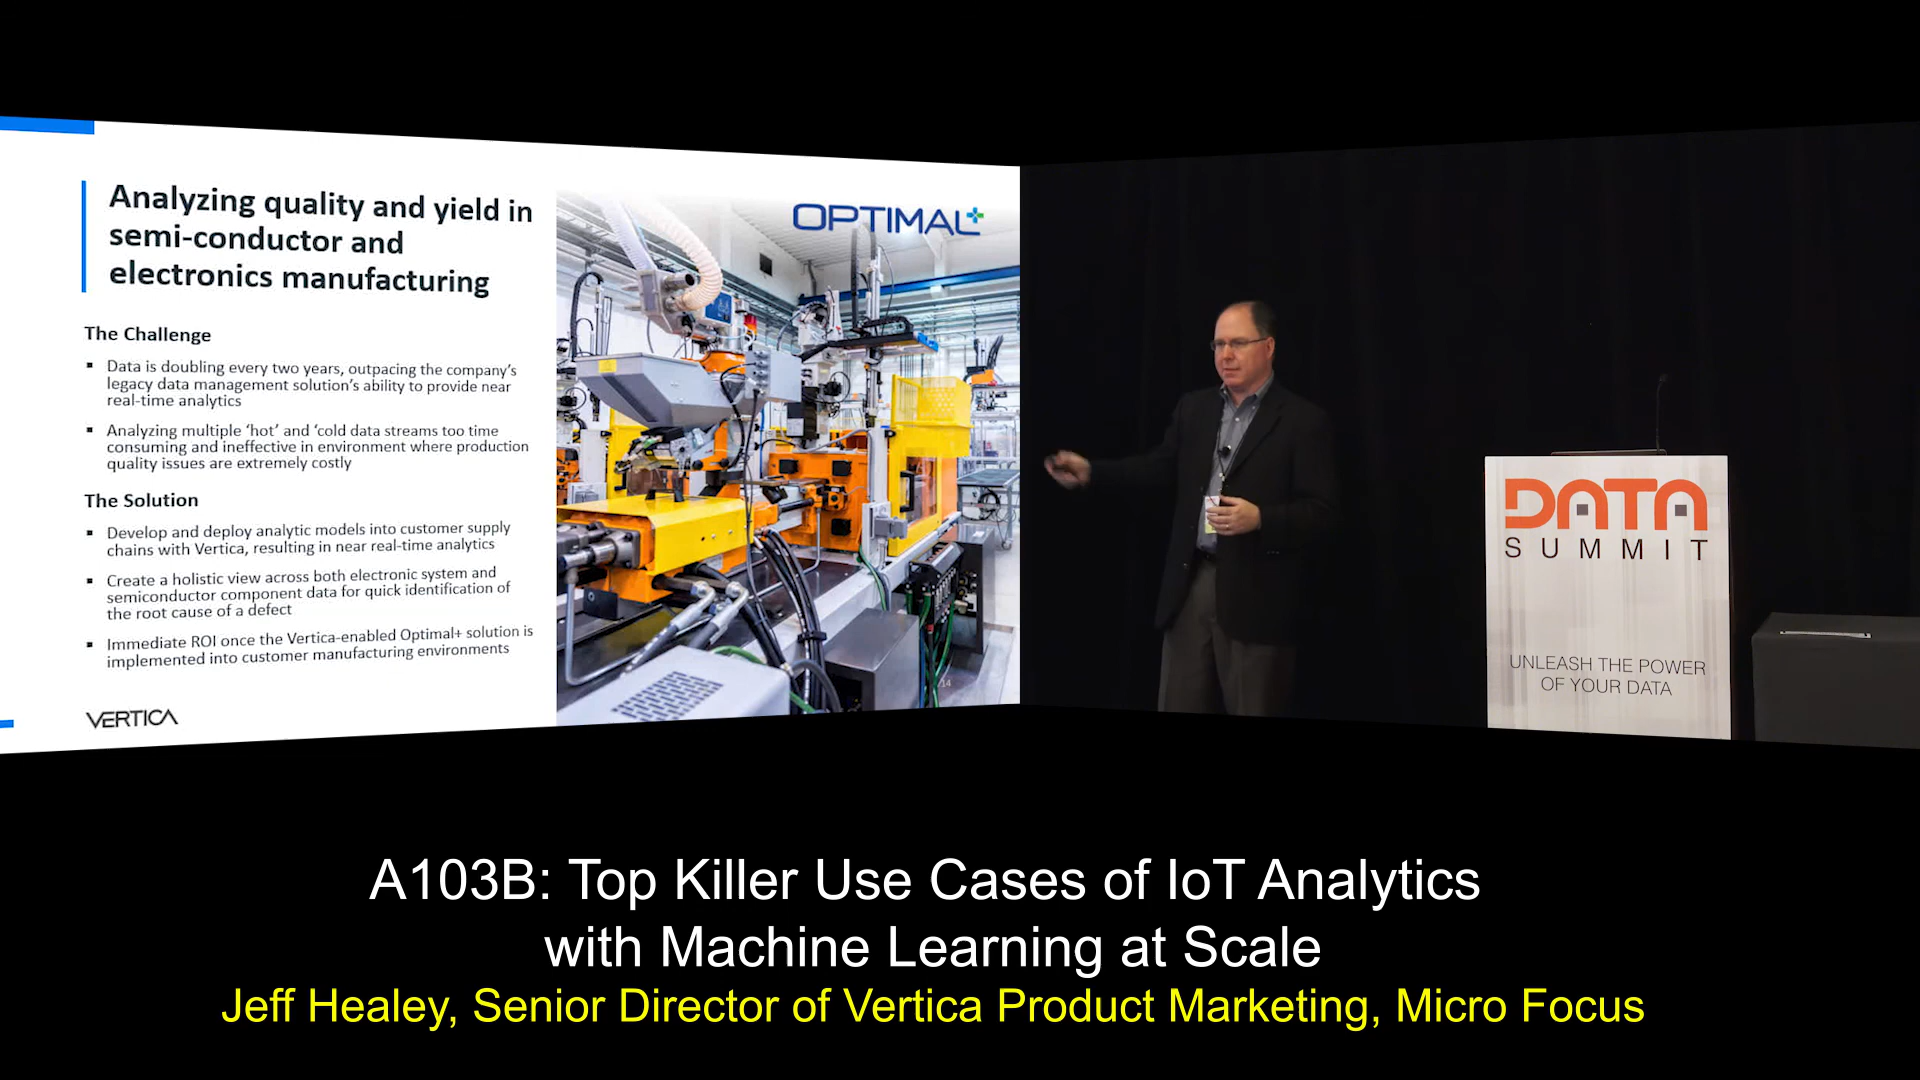 Analyzing quality and yield in
semi-conductor and
electronics manufacturing
The Challenge
▪ Data is doubling every two years, outpacing the company's
legacy data management solution's ability to provide near
real-time analytics
▪ Analyzing multiple 'hot' and 'cold data streams too time
consuming and ineffective in environment where production
quality issues are extremely costly
The Solution
▪ Develop and deploy analytic models into customer supply
chains with Vertica, resulting in near real-time analytics
▪ Create a holistic view across both electronic system and
semiconductor component data for quick identification of
the root cause of a defect
▪ Immediate ROI once the Vertica-enabled Optimal+ solution is
implemented into customer manufacturing environments
VERTICA
OPTIMAL+
14
DATA
SUMMIT
UNLEASH THE POWER
OF YOUR DATA
A103B: Top Killer Use Cases of IoT Analytics
with Machine Learning at Scale
Jeff Healey, Senior Director of Vertica Product Marketing, Micro Focus